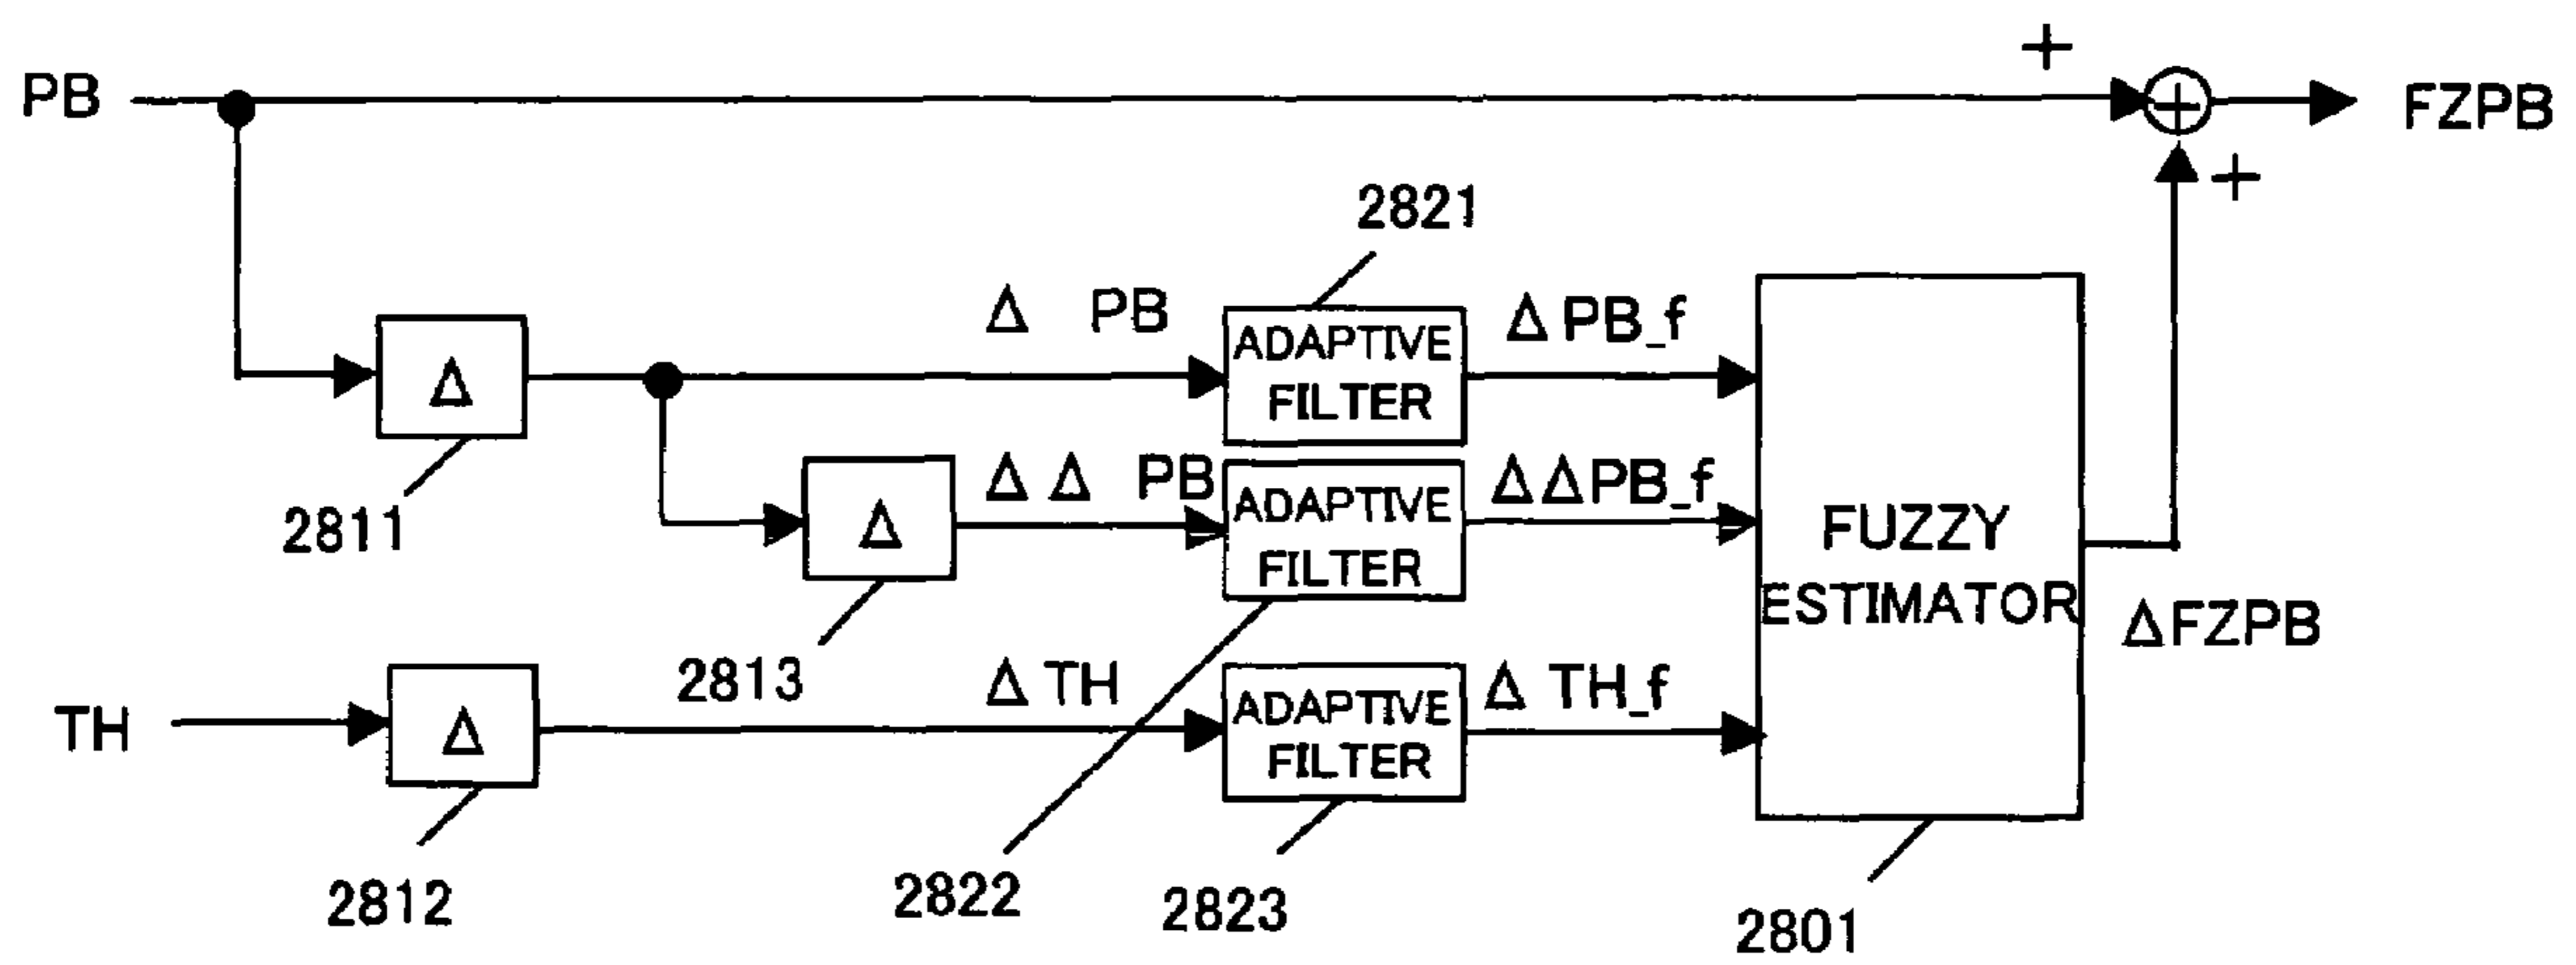 +
PB
+
FZPB
+
2821
Δ PB
ADAPTIVE
FILTER
ΔPB_f
Δ
2811
ΔΔ PB
ADAPTIVE
FILTER
ΔΔPB_f
Δ
2813
FUZZY
ESTIMATOR
ΔFZPB
TH
Δ
2812
ΔTH
ADAPTIVE
FILTER
Δ TH_f
2822
2823
2801